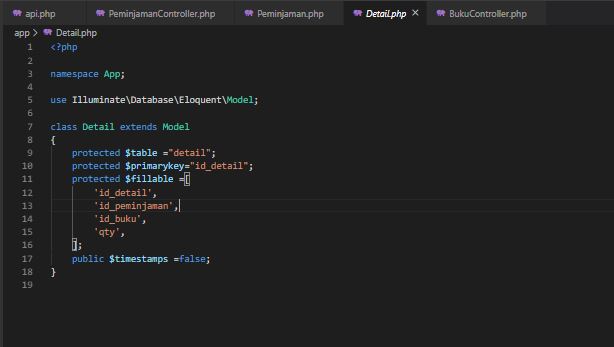 api.php PeminjamanController.php Peminjaman.php Detail.php × BukuController.php
app > Detail.php
1 <?php
2
3 namespace App;
4
5 use Illuminate\Database\Eloquent\Model;
6
7 class Detail extends Model
8 {
9 protected $table ="detail";
10 protected $primarykey="id_detail";
11 protected $fillable =[
12 'id_detail',
13 'id_peminjaman',
14 'id_buku',
15 'qty',
16 ];
17 public $timestamps =false;
18 }
19